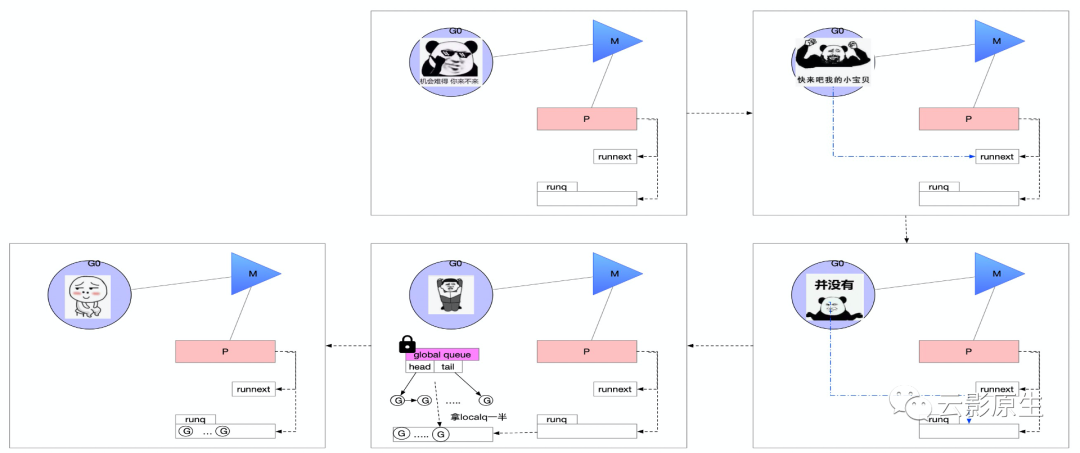 G0
M
机会难得 你来不来
P
runnext
runq
G0
M
快来吧我的小宝贝
P
runnext
runq
G0
M
P
runnext
runq
G ... G
G0
M
global queue
head tail
P
G G ..... G
runnext
拿localq一半
runq
G ..... G
G0
M
并没有
P
runnext
云影原生
runq